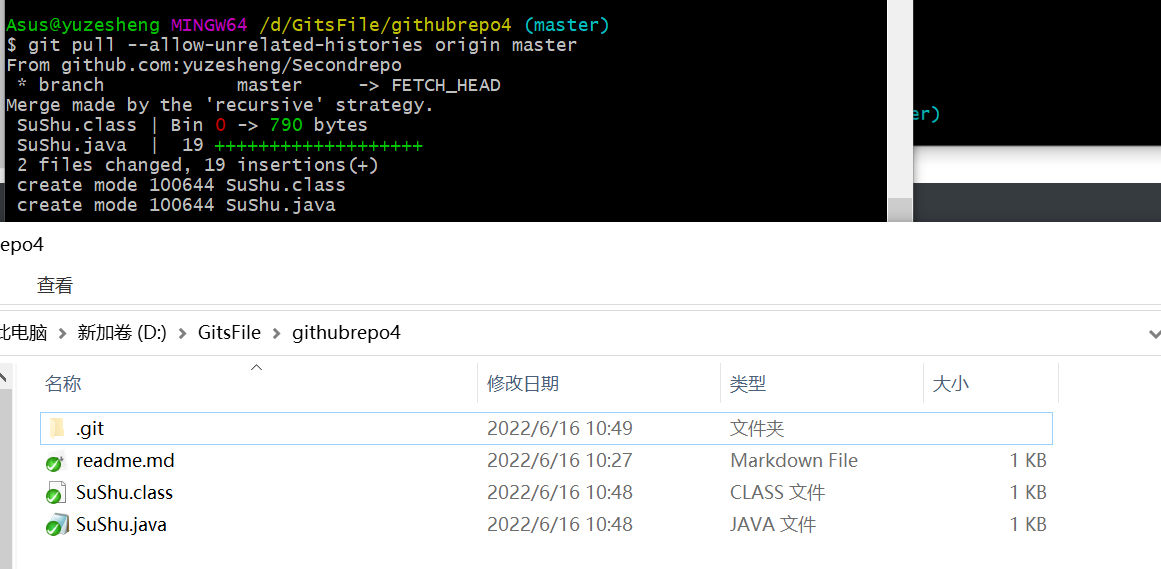 Asus@yuzesheng MINGW64 /d/GitsFile/githubrepo4 (master)
$ git pull --allow-unrelated-histories origin master
From github.com:yuzesheng/Secondrepo
* branch master -> FETCH_HEAD
er)
Merge made by the 'recursive' strategy.
SuShu.class | Bin 0 -> 790 bytes
SuShu.java | 19 +++++++++++++++++++
2 files changed, 19 insertions(+)
create mode 100644 SuShu.class
create mode 100644 SuShu.java
epo4
查看
此电脑 > 新加卷 (D:) > GitsFile > githubrepo4
名称 修改日期 类型 大小
.git 2022/6/16 10:49 文件夹
readme.md 2022/6/16 10:27 Markdown File 1 KB
SuShu.class 2022/6/16 10:48 CLASS 文件 1 KB
SuShu.java 2022/6/16 10:48 JAVA 文件 1 KB